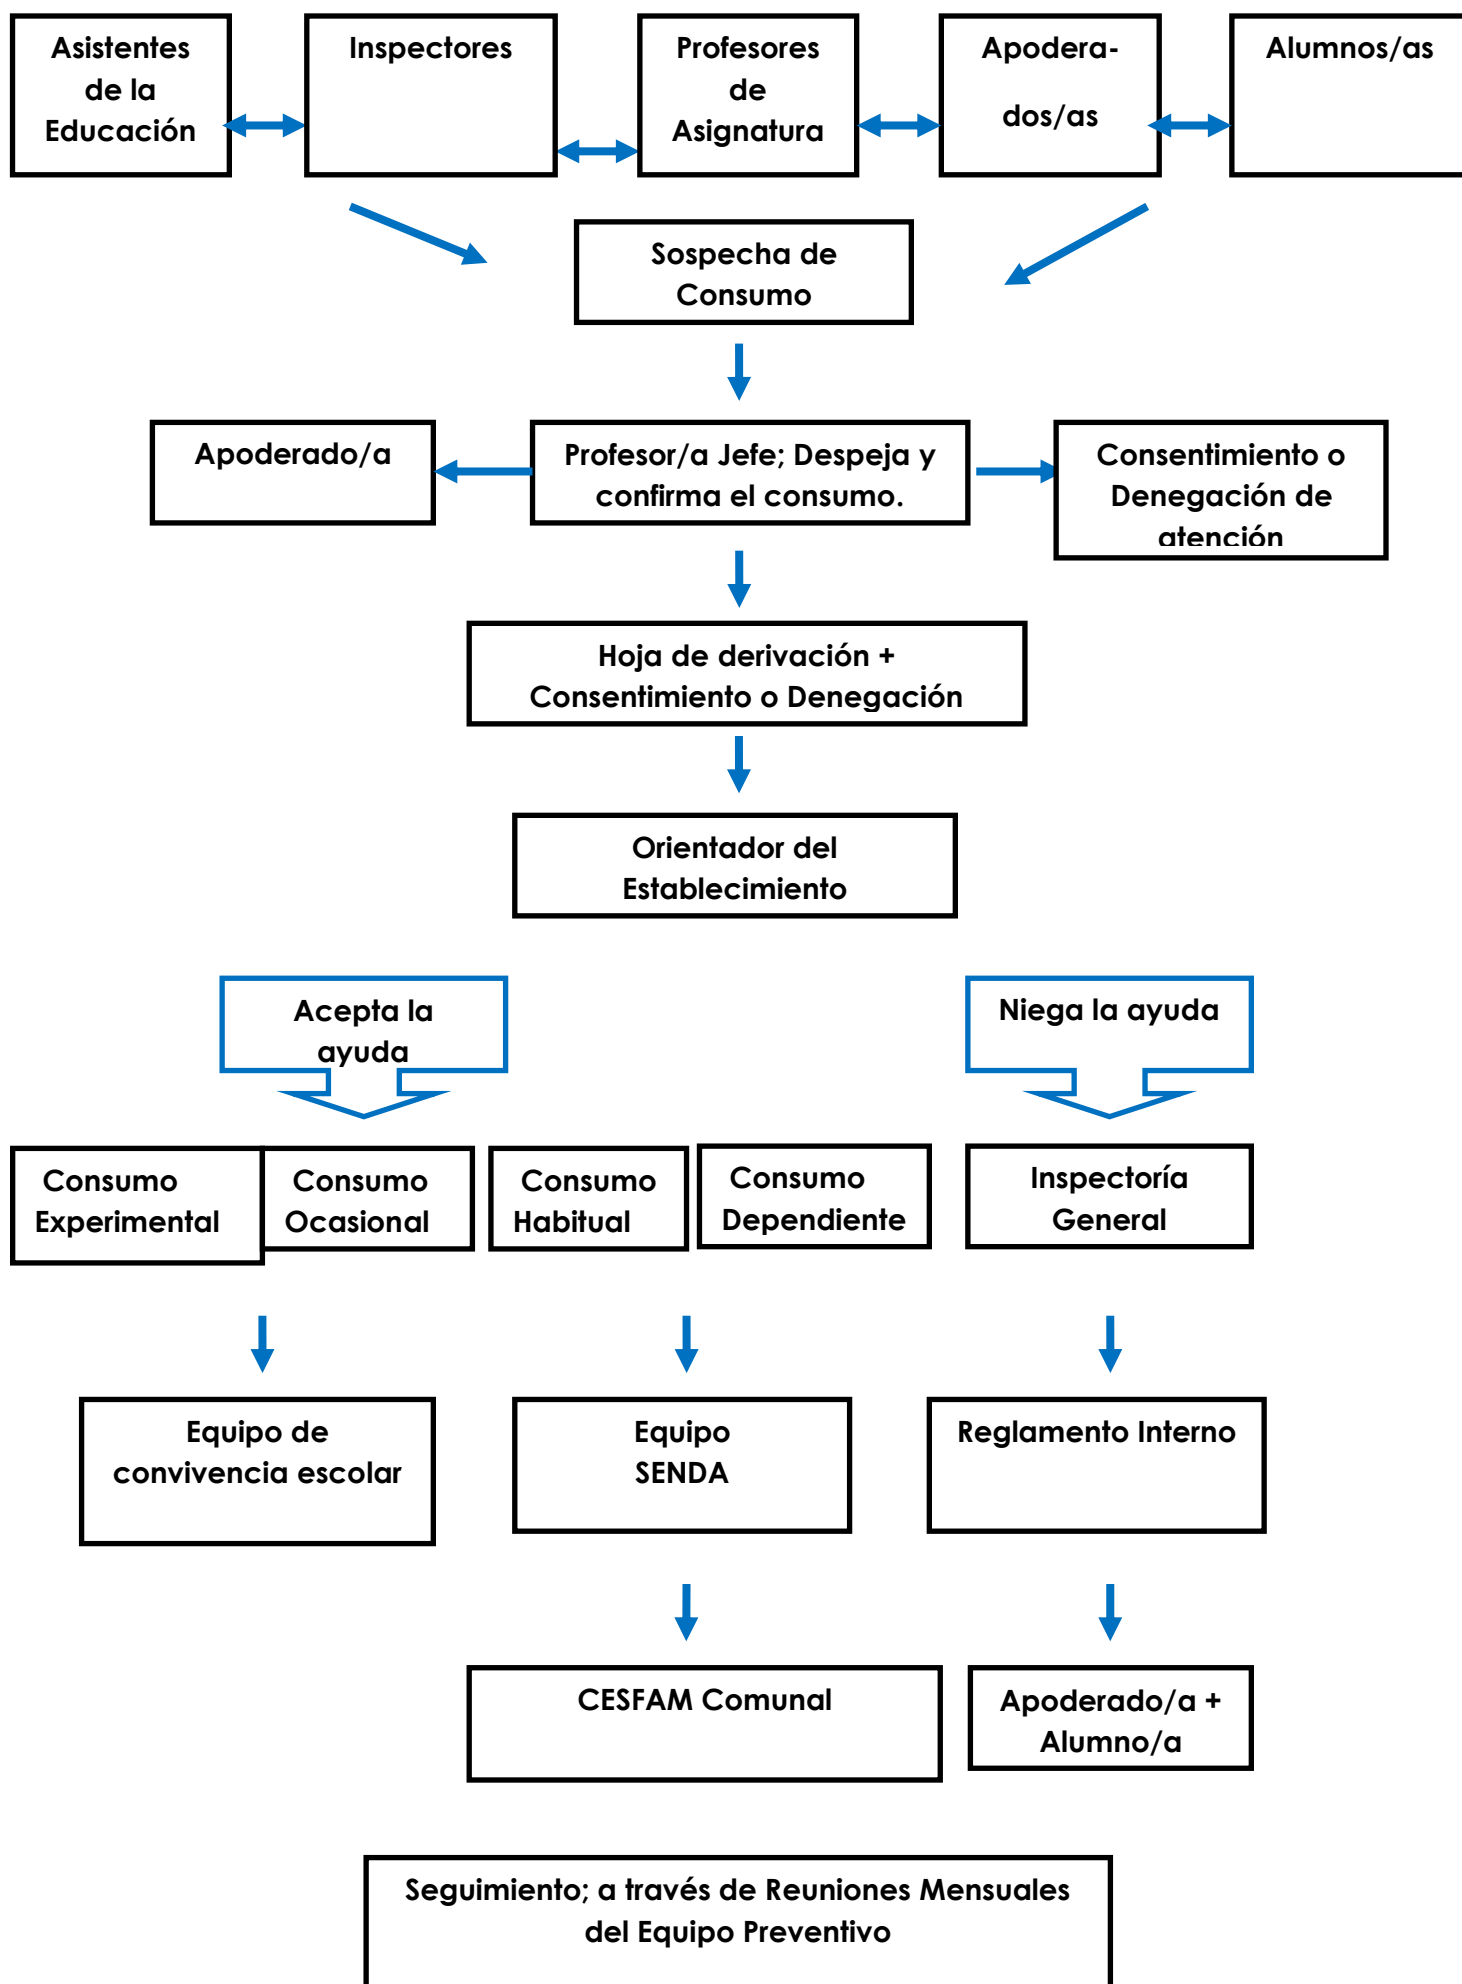 Asistentes
de la
Educación
Inspectores
Profesores
de
Asignatura
Apodera-
dos/as
Alumnos/as
Sospecha de
Consumo
Apoderado/a
Profesor/a Jefe; Despeja y
confirma el consumo.
Consentimiento o
Denegación de
atención
Hoja de derivación +
Consentimiento o Denegación
Orientador del
Establecimiento
Acepta la
ayuda
Niega la ayuda
Consumo
Experimental
Consumo
Ocasional
Consumo
Habitual
Consumo
Dependiente
Inspectoría
General
Equipo de
convivencia escolar
Equipo
SENDA
Reglamento Interno
CESFAM Comunal
Apoderado/a +
Alumno/a
Seguimiento; a través de Reuniones Mensuales
del Equipo Preventivo